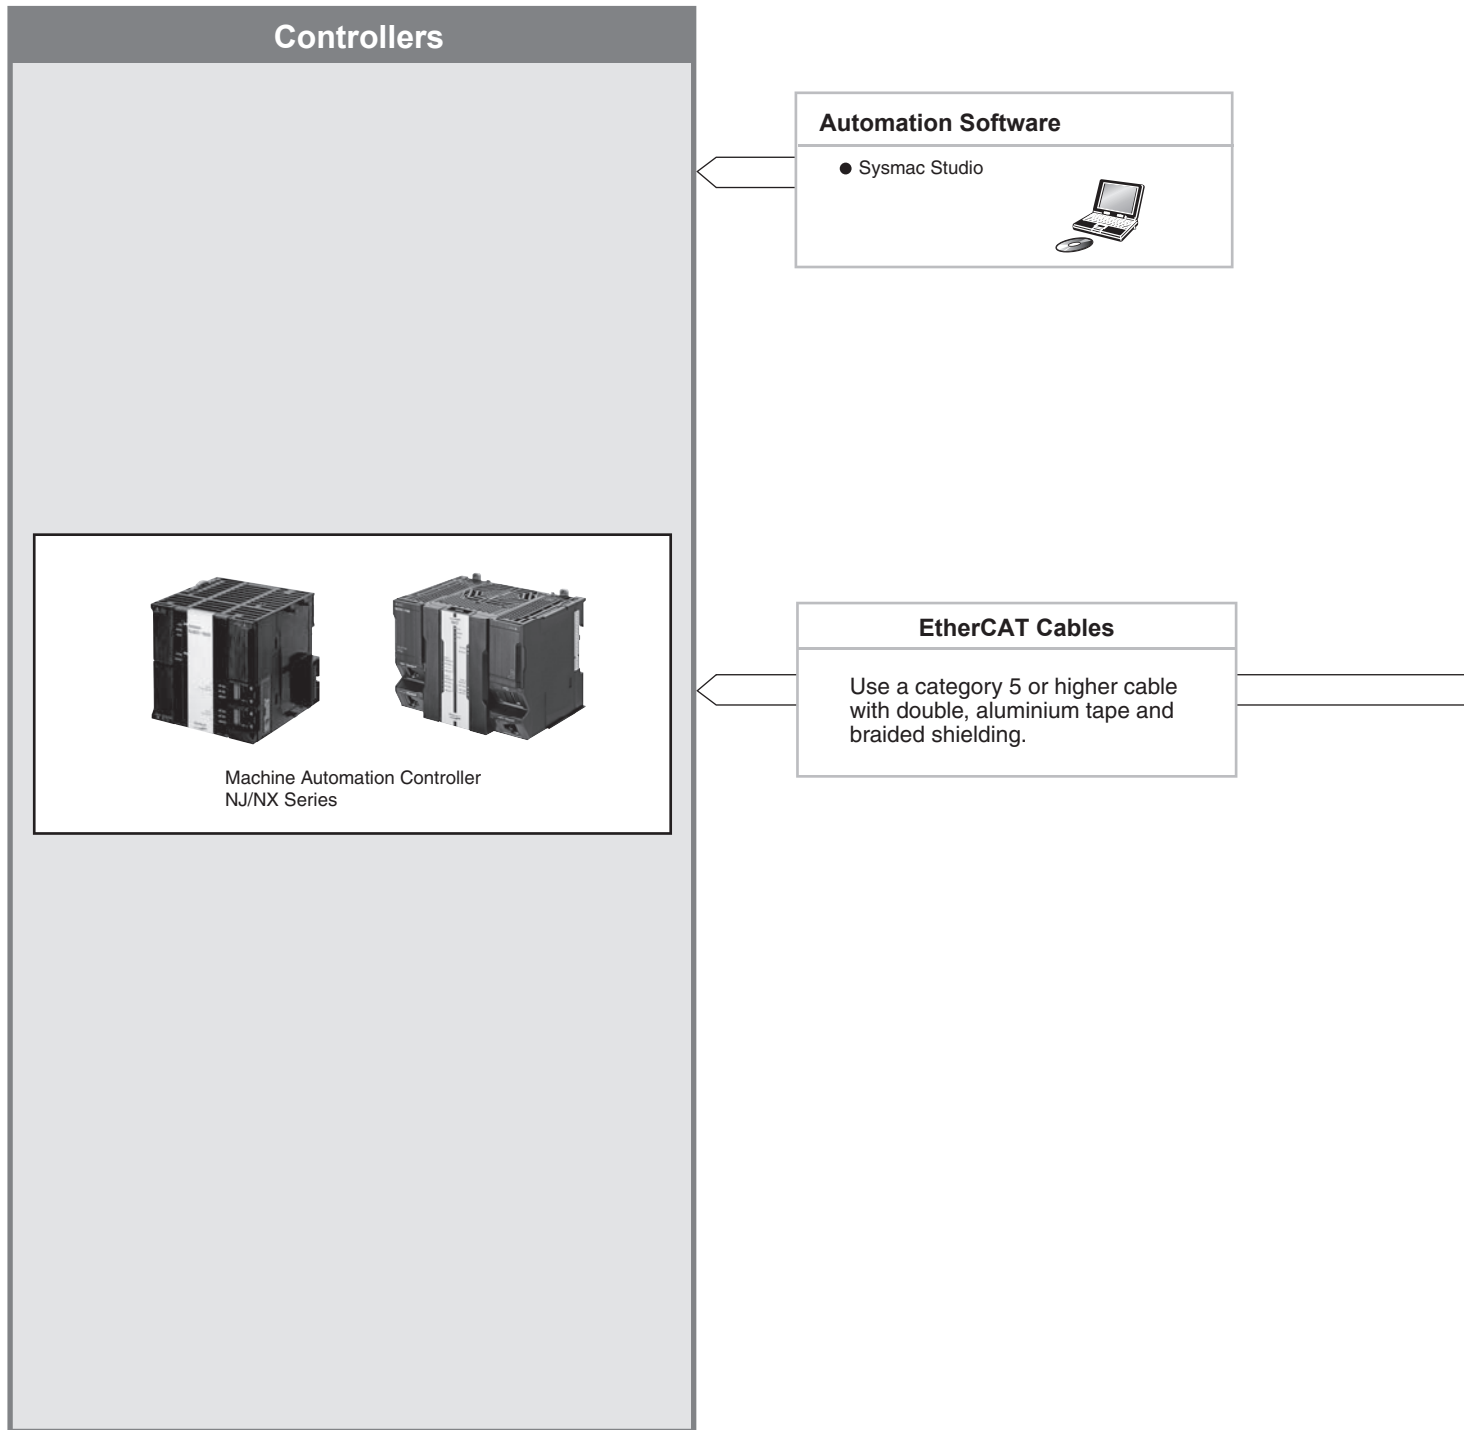 Controllers
Automation Software
● Sysmac Studio
EtherCAT Cables
Use a category 5 or higher cable
with double, aluminium tape and
braided shielding.
Machine Automation Controller
NJ/NX Series